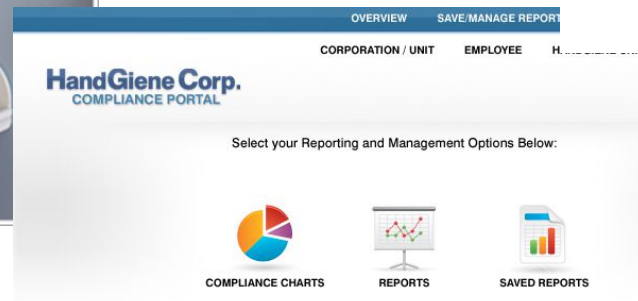 OVERVIEW SAVE/MANAGE
CORPORATION / UNIT EMPLOYEE
HandGiene Corp.
COMPLIANCE PORTAL
Select your Reporting and Management Options Below:
COMPLIANCE CHARTS REPORTS SAVED REPORTS